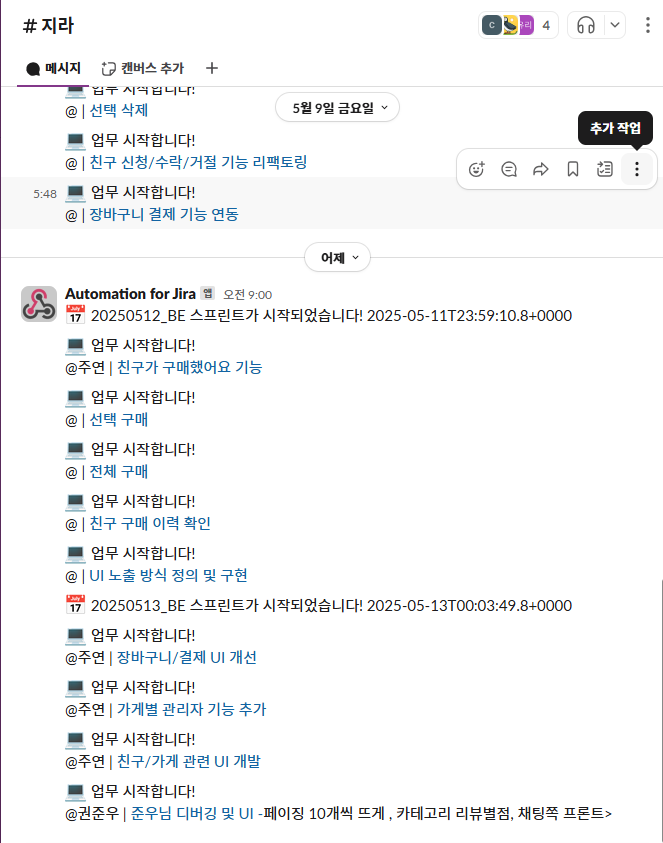 # 지라
C
우리
4
메시지
캔버스 추가
+
업무 시작합니다!
5월 9일 금요일
@ | 선택 삭제
추가 작업
업무 시작합니다!
@ | 친구 신청/수락/거절 기능 리팩토링
5:48 업무 시작합니다!
@ | 장바구니 결제 기능 연동
어제
Automation for Jira 앱 오전 9:00
20250512_BE 스프린트가 시작되었습니다! 2025-05-11T23:59:10.8+0000
업무 시작합니다!
@주연 | 친구가 구매했어요 기능
업무 시작합니다!
@ | 선택 구매
업무 시작합니다!
@ | 전체 구매
업무 시작합니다!
@ | 친구 구매 이력 확인
업무 시작합니다!
@ | UI 노출 방식 정의 및 구현
20250513_BE 스프린트가 시작되었습니다! 2025-05-13T00:03:49.8+0000
업무 시작합니다!
@주연 | 장바구니/결제 UI 개선
업무 시작합니다!
@주연 | 가게별 관리자 기능 추가
업무 시작합니다!
@주연 | 친구/가게 관련 UI 개발
업무 시작합니다!
@권준우 | 준우님 디버깅 및 UI -페이징 10개씩 뜨게 , 카테고리 리뷰별점, 채팅쪽 프론트>